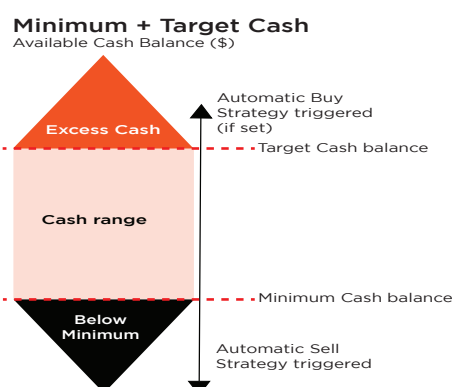 Minimum + Target Cash
Available Cash Balance ($)
Automatic Buy
Strategy triggered
(if set)
Excess Cash
Target Cash balance
Cash range
Minimum Cash balance
Below
Minimum
Automatic Sell
Strategy triggered